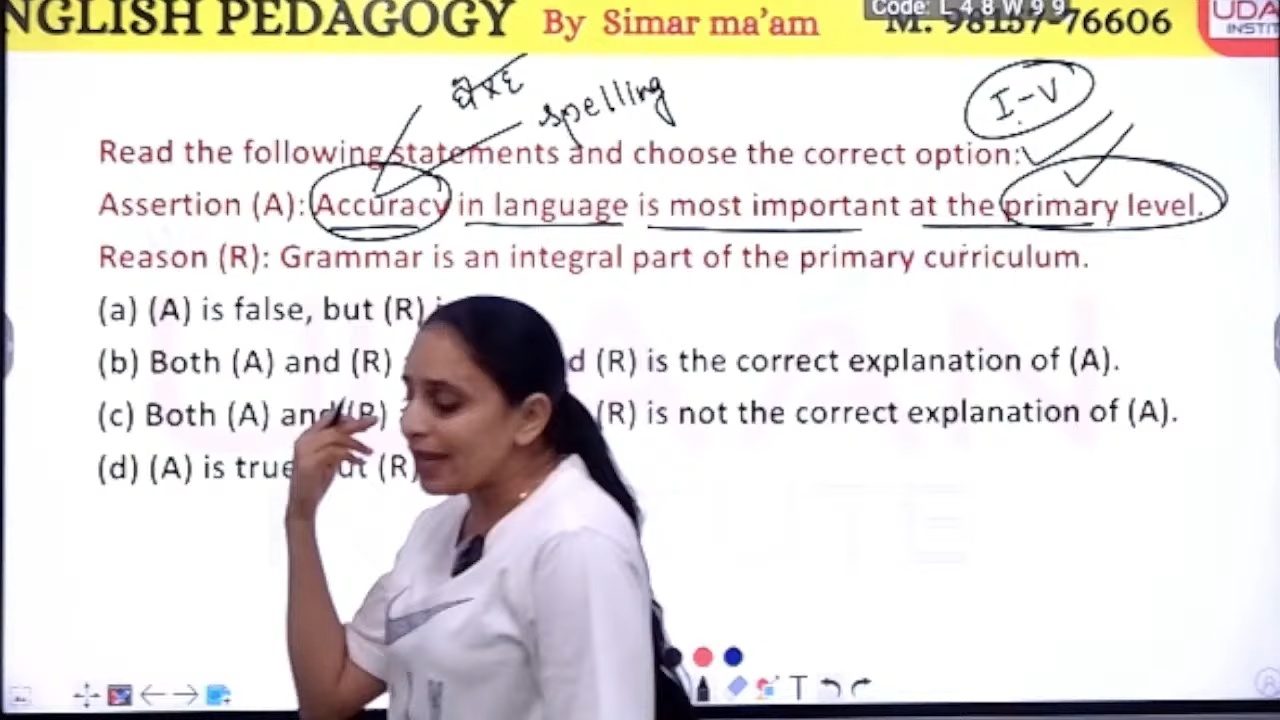 NGLISH PEDAGOGY By Simar ma'am M. 98157-76606
Code: L 4 8 W 9 9
UDA
INSTIT
spelling
I-V
Read the following statements and choose the correct option:
Assertion (A): Accuracy in language is most important at the primary level.
Reason (R): Grammar is an integral part of the primary curriculum.
(a) (A) is false, but (R)
(b) Both (A) and (R) (R) is the correct explanation of (A).
(c) Both (A) and (R) (R) is not the correct explanation of (A).
(d) (A) is true but (R)
T